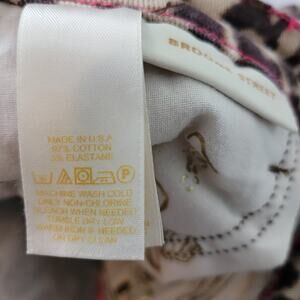 BROOME STREET
MADE IN U.S.A
97% COTTON
3% ELASTANE
P
MACHINE WASH COLD
ONLY NON-CHLORINE
BLEACH WHEN NEEDED
TUMBLE DRY LOW
WARM IRON IF NEEDED
OR DRY CLEAN